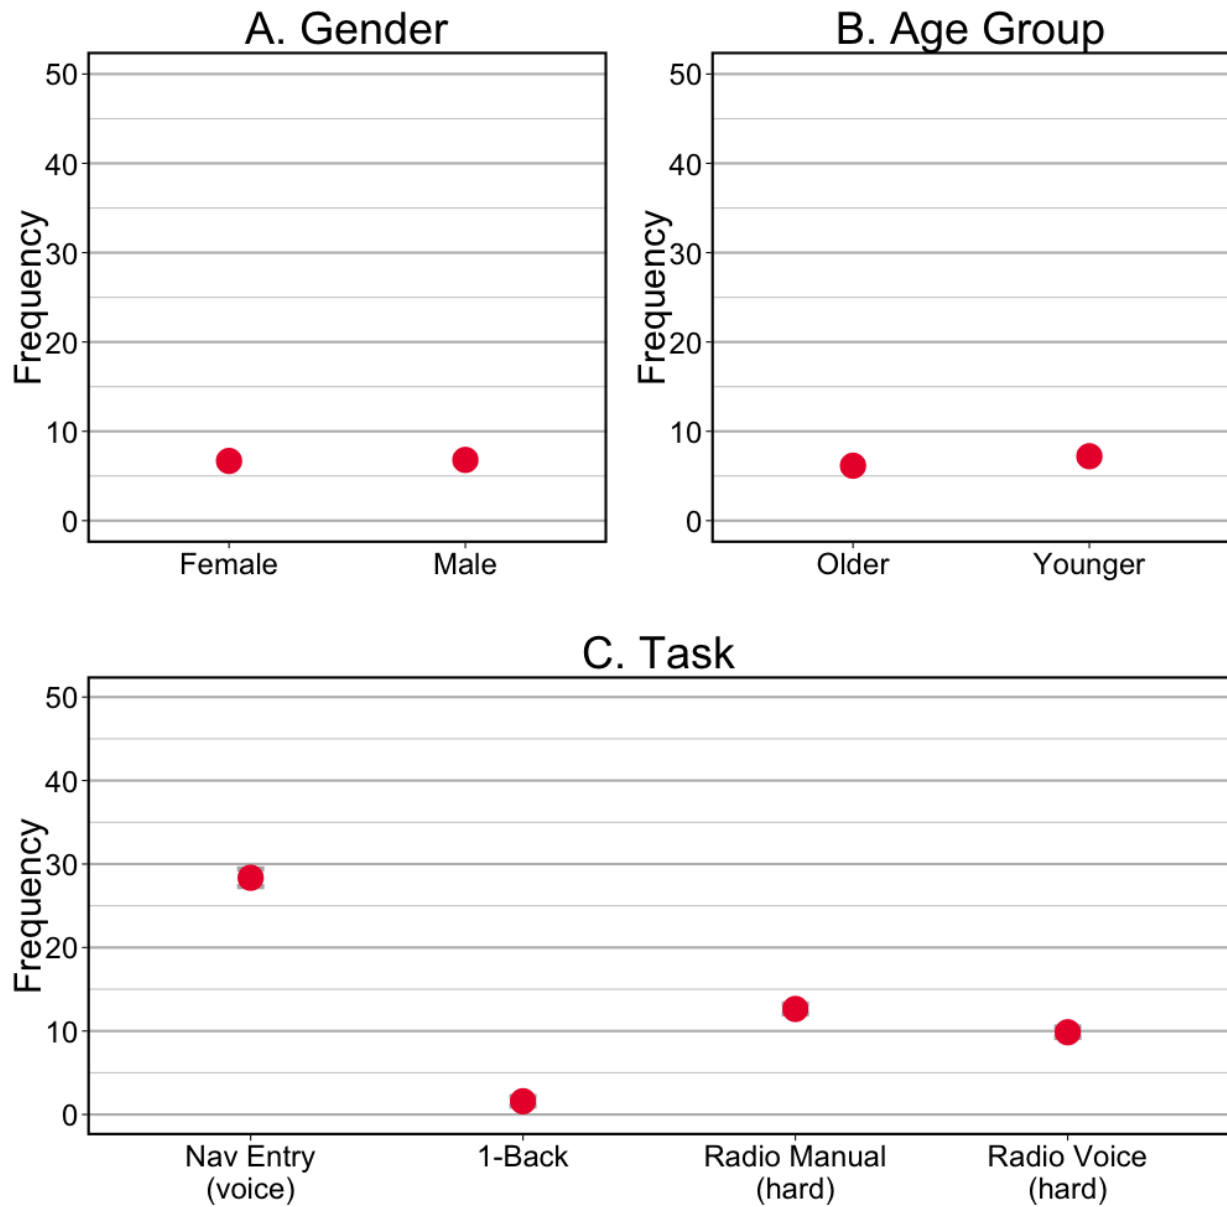 A. Gender
50
40
30
20
10
0
Frequency
Female
Male
B. Age Group
50
40
30
20
10
0
Frequency
Older
Younger
C. Task
50
40
30
20
10
0
Frequency
Nav Entry
(voice)
1-Back
Radio Manual
(hard)
Radio Voice
(hard)